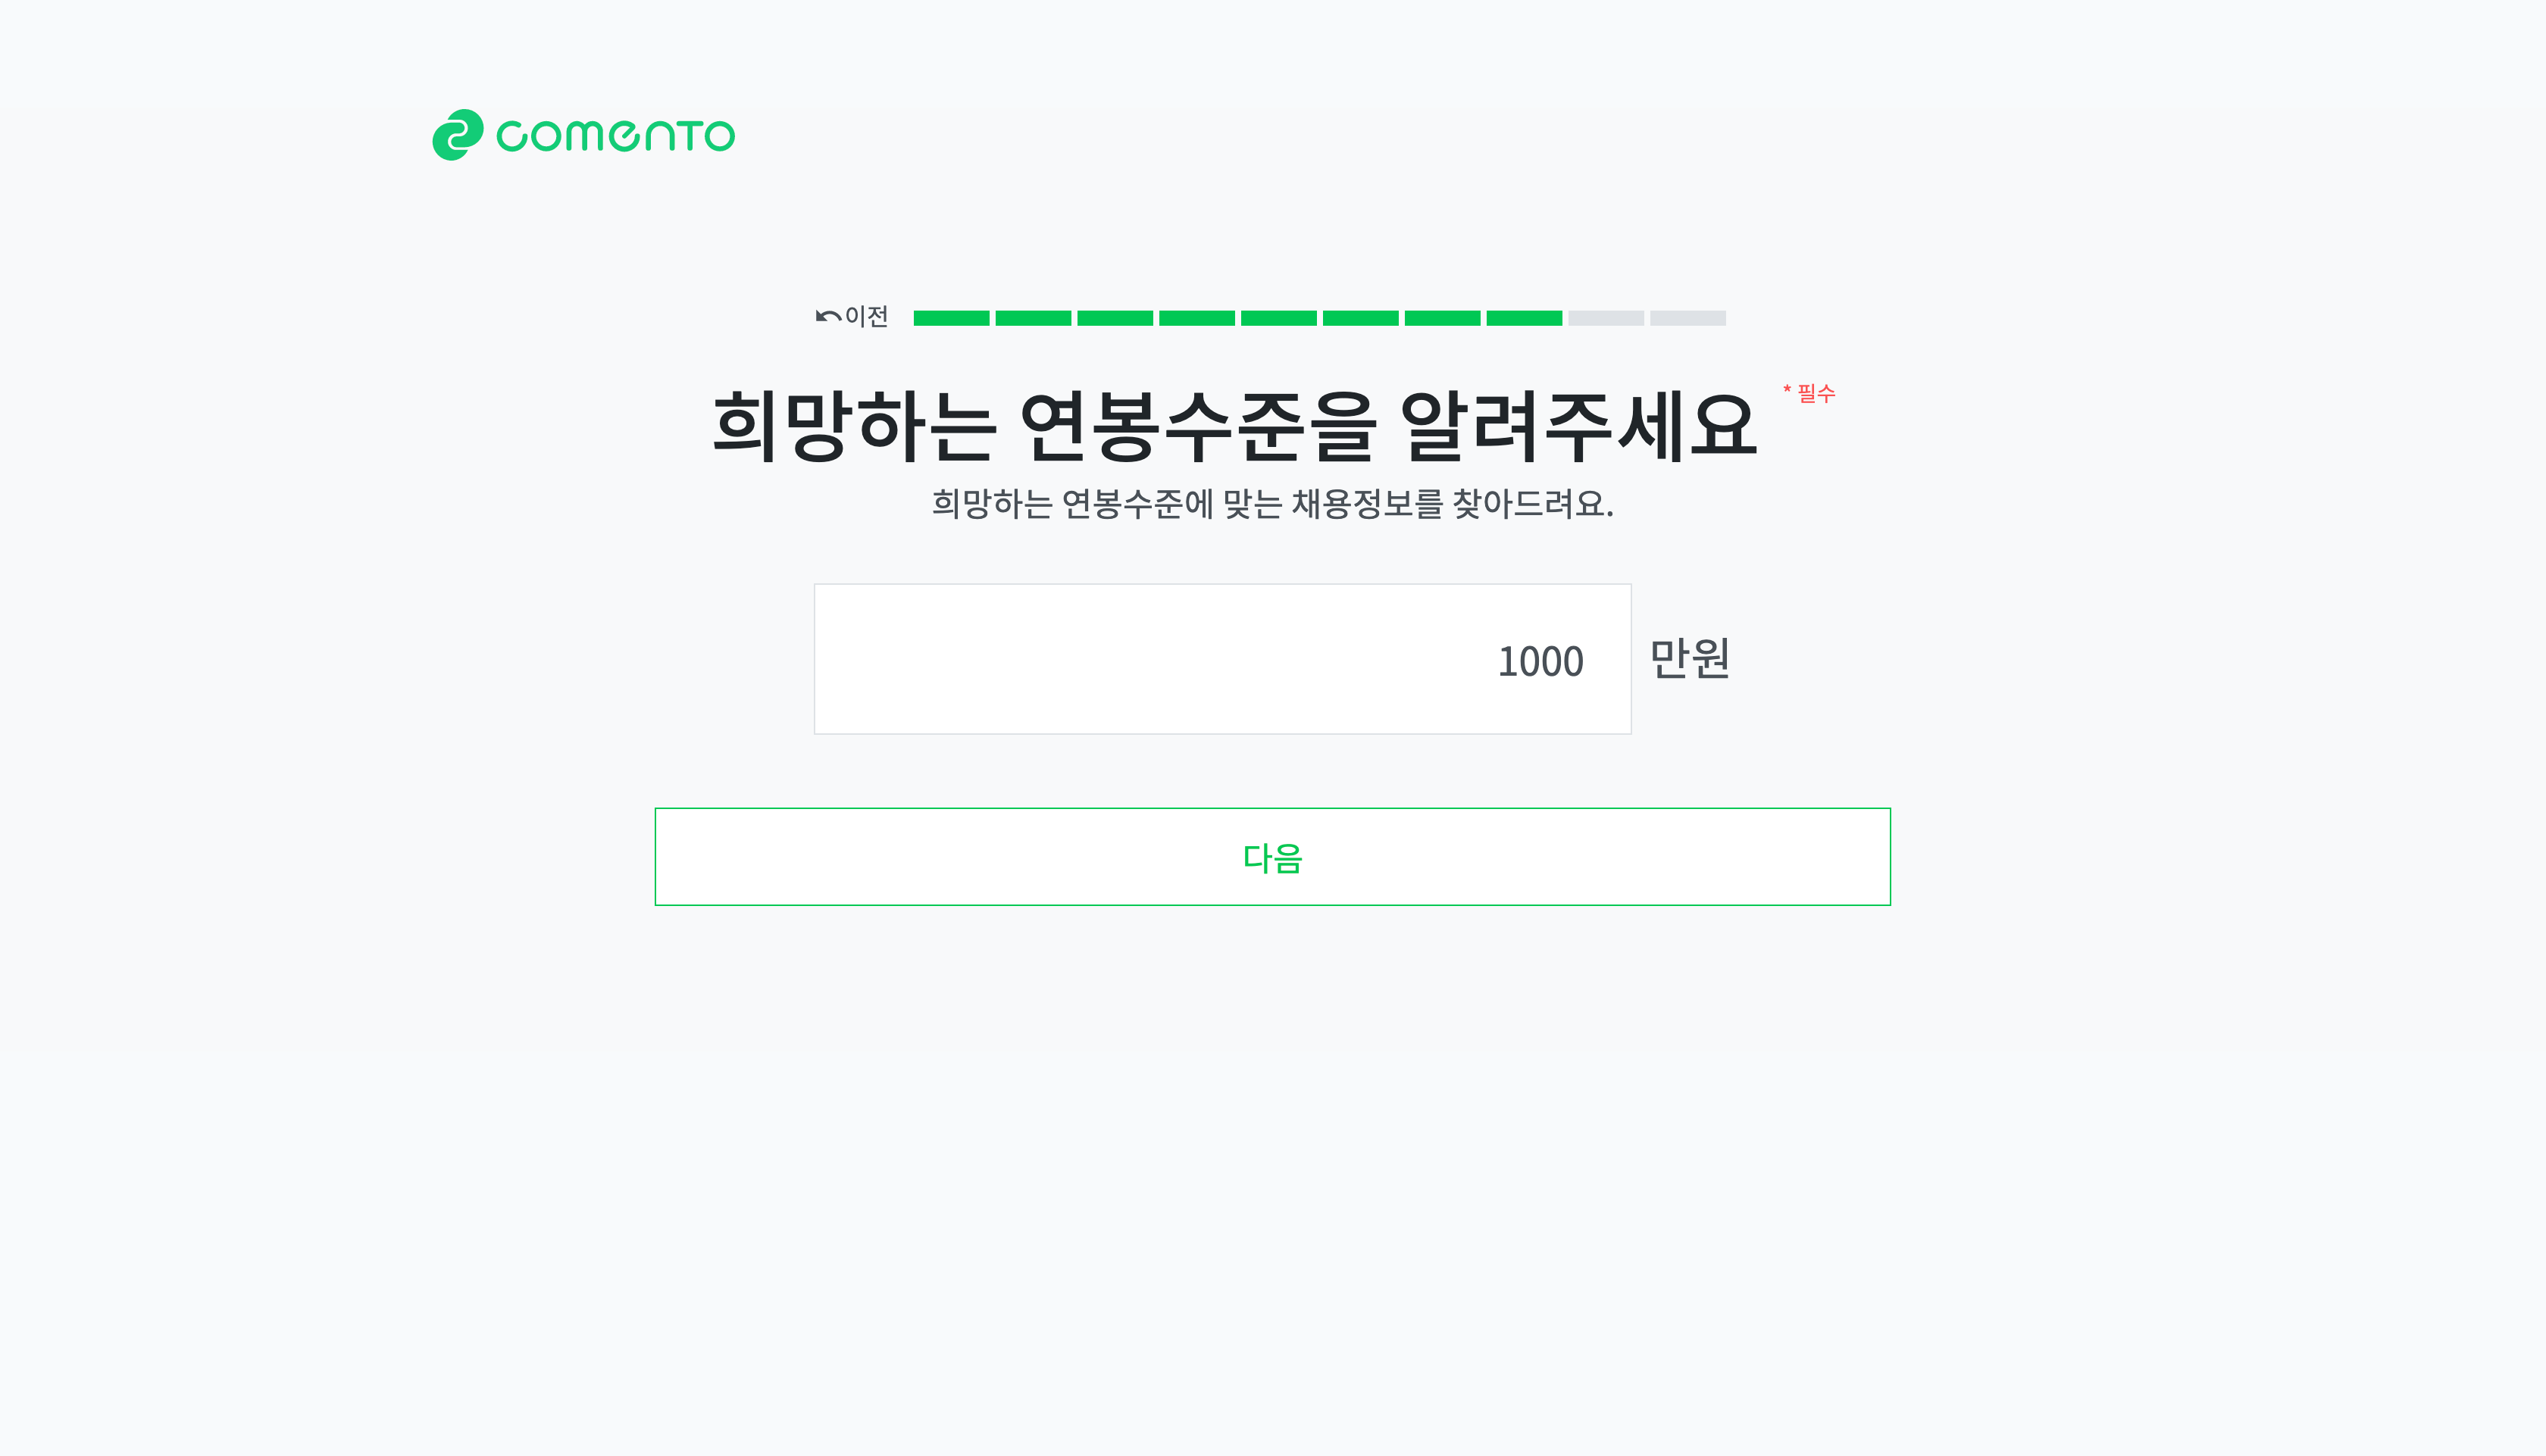 comento
이전
희망하는 연봉수준을 알려주세요 * 필수
희망하는 연봉수준에 맞는 채용정보를 찾아드려요.
1000 만원
다음